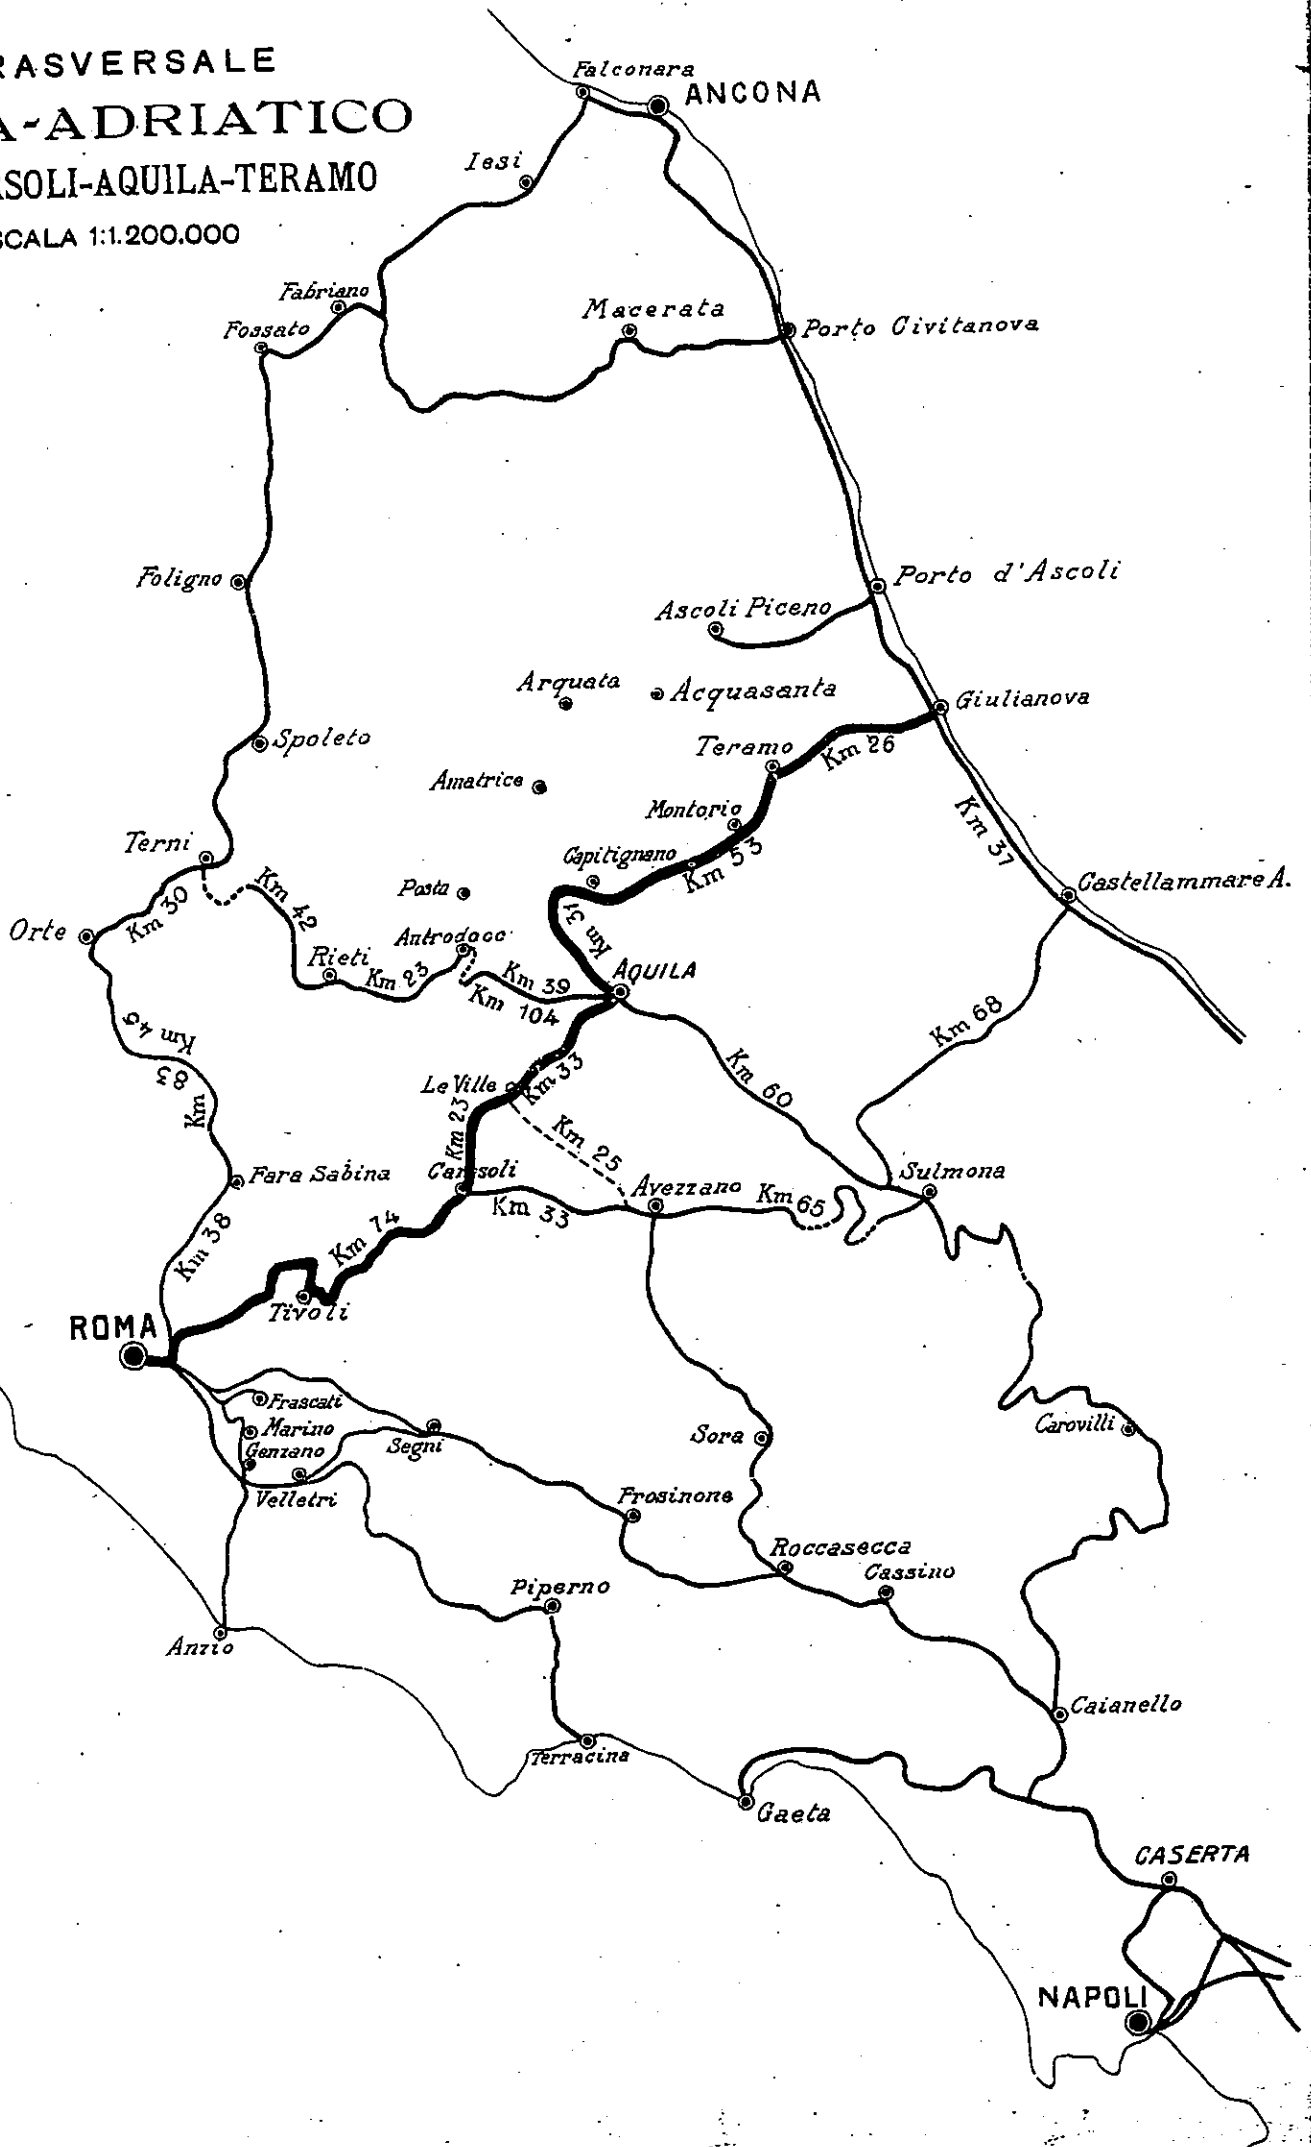 RASVERSALE
A-ADRIATICO
SOLI-AQUILA-TERAMO
SCALA 1:1.200.000
Falconara
ANCONA
Iesi
Fabriano
Fossato
Macerata
Porto Civitanova
Foligno
Porto d'Ascoli
Ascoli Piceno
Arquata
Acquasanta
Giulianova
Spoleto
Teramo
Km 26
Amatrice
Montorio
Km 37
Terni
Capitignano
Km 53
Castellammare A.
Km 30
Km 42
Posta
Km 31
Orte
Antrodoco
Rieti
Km 23
Km 39
Km 104
AQUILA
Km 45
Km 83
Km 68
Le Ville
Km 33
Km 60
Km 23
Km 25
Fara Sabina
Carsoli
Km 33
Avezzano
Km 65
Sulmona
Km 38
Km 74
Tivoli
ROMA
Frascati
Marino
Genzano
Segni
Velletri
Sora
Carovilli
Frosinone
Roccasecca
Cassino
Piperno
Anzio
Caianello
Terracina
Gaeta
CASERTA
NAPOLI